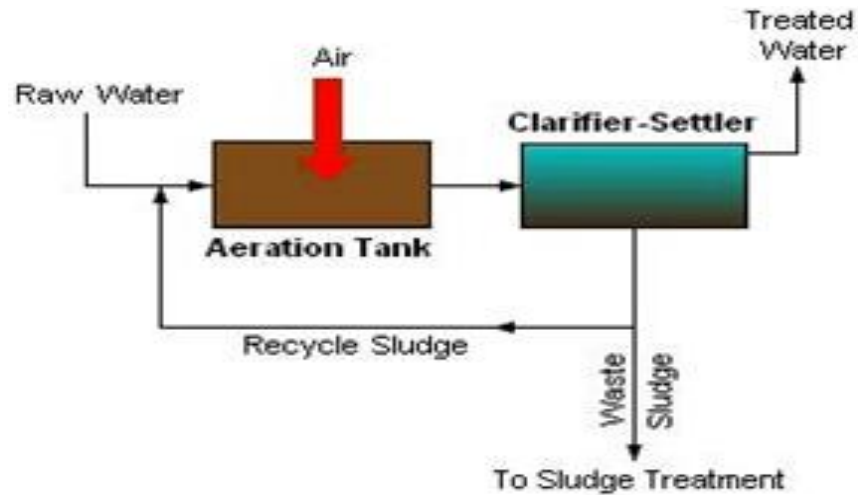 Treated
Water
Air
Raw Water
Clarifier-Settler
Aeration Tank
Recycle Sludge
Waste
Sludge
To Sludge Treatment